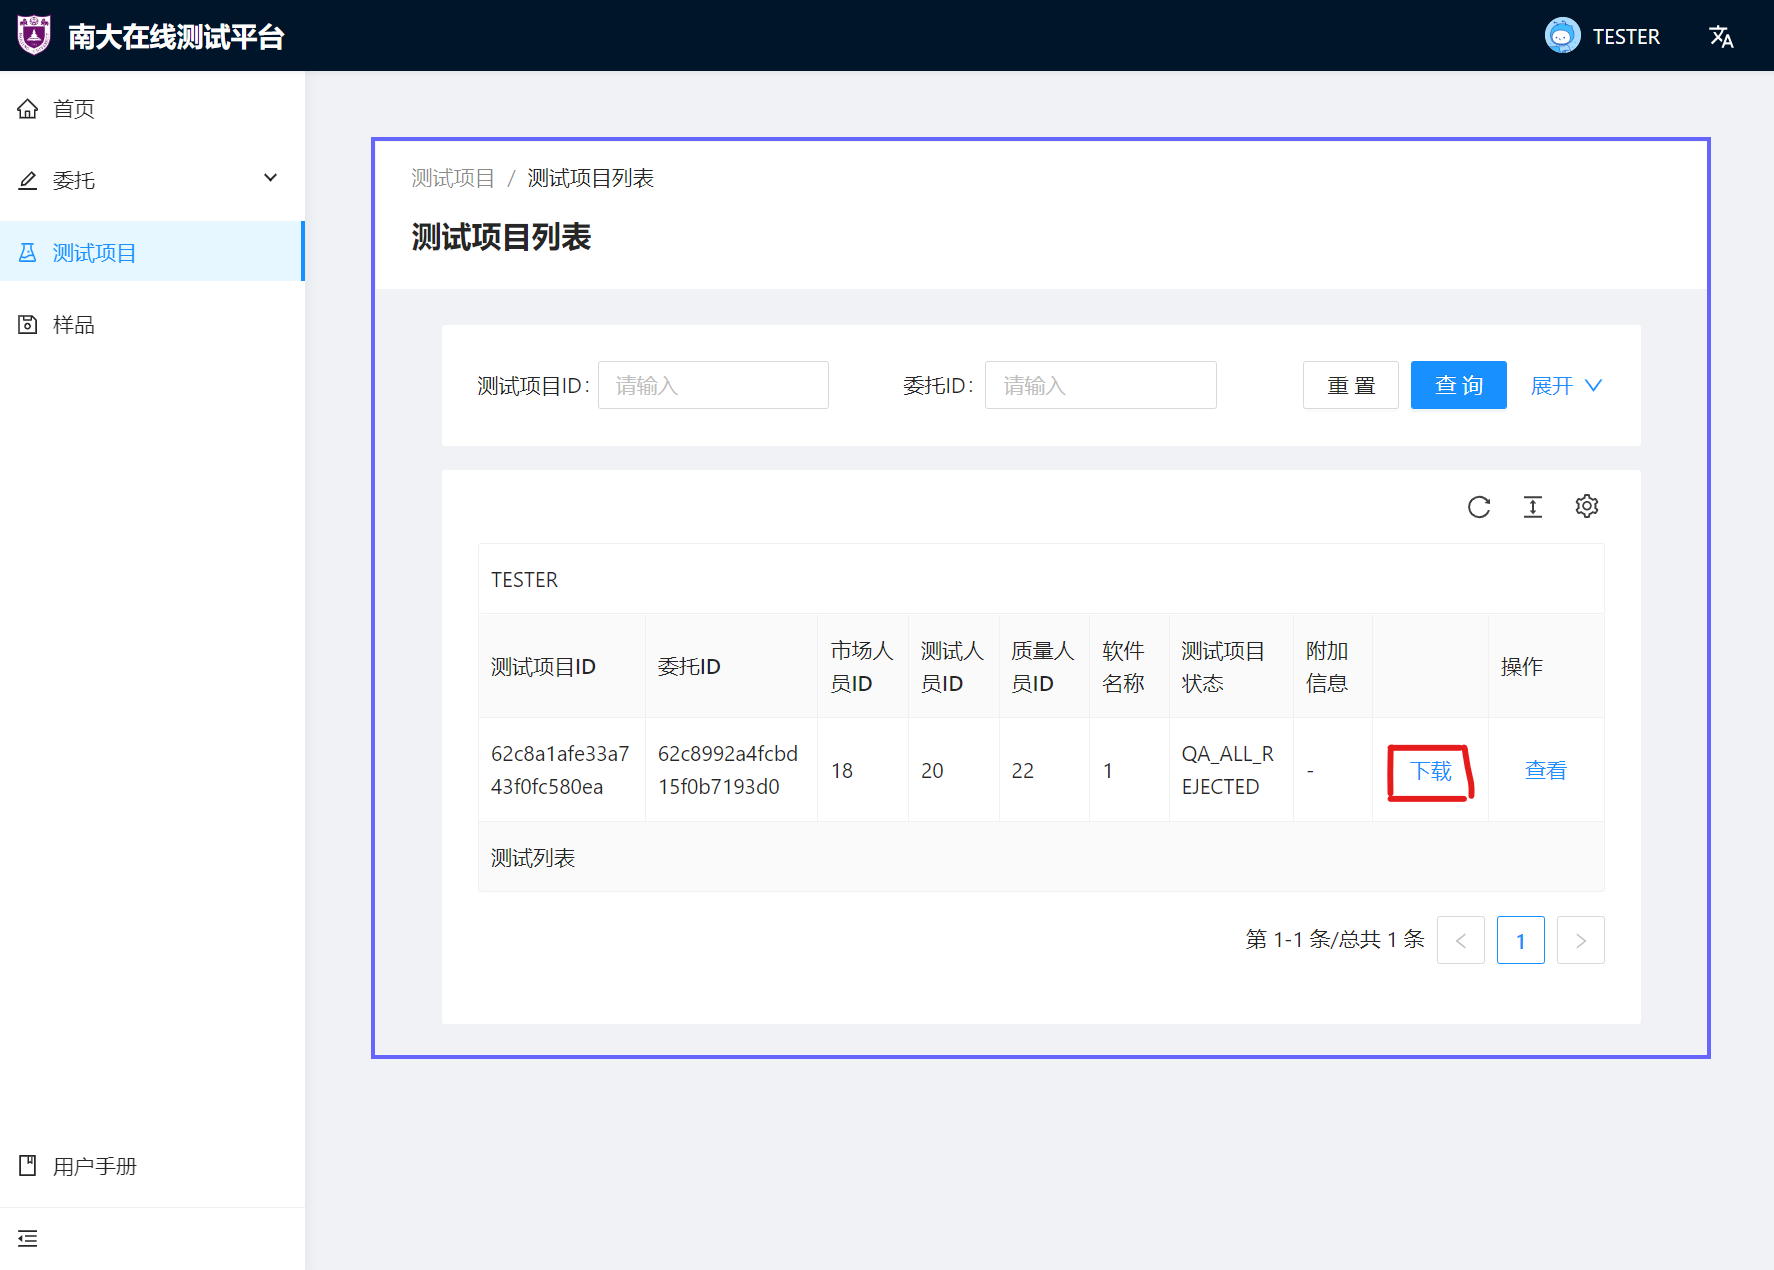 南大在线测试平台
TESTER
首页
委托
测试项目
样品
用户手册
测试项目 / 测试项目列表
测试项目列表
测试项目ID: 请输入
委托ID: 请输入
重 置
查 询
展开
TESTER
测试项目ID
委托ID
市场人
员ID
测试人
员ID
质量人
员ID
软件
名称
测试项目
状态
附加
信息
操作
62c8a1afe33a7
43f0fc580ea
62c8992a4fcbd
15f0b7193d0
18
20
22
1
QA_ALL_R
EJECTED
-
下载
查看
测试列表
第 1-1 条/总共 1 条
< 1 >